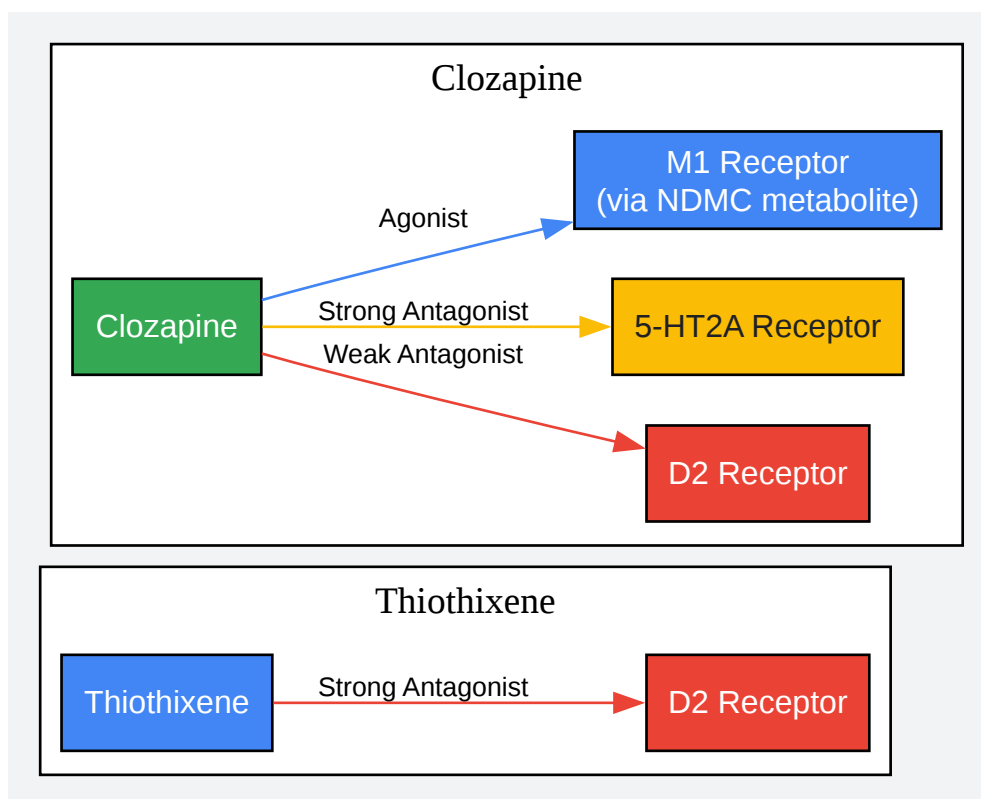 Clozapine
M1 Receptor
(via NDMC metabolite)
Agonist
Clozapine
Strong Antagonist
5-HT2A Receptor
Weak Antagonist
D2 Receptor
Thiothixene
Thiothixene
Strong Antagonist
D2 Receptor